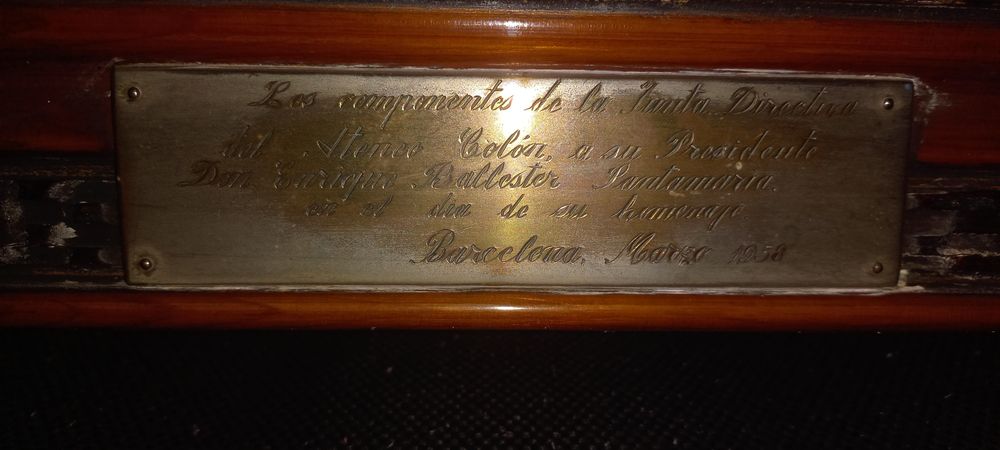 Los componentes de la Junta Directiva
del Ateneo Colón, a su Presidente
Don Enrique Ballester Santamaria,
en el dia de su homenaje.
Barcelona, Marzo 1958